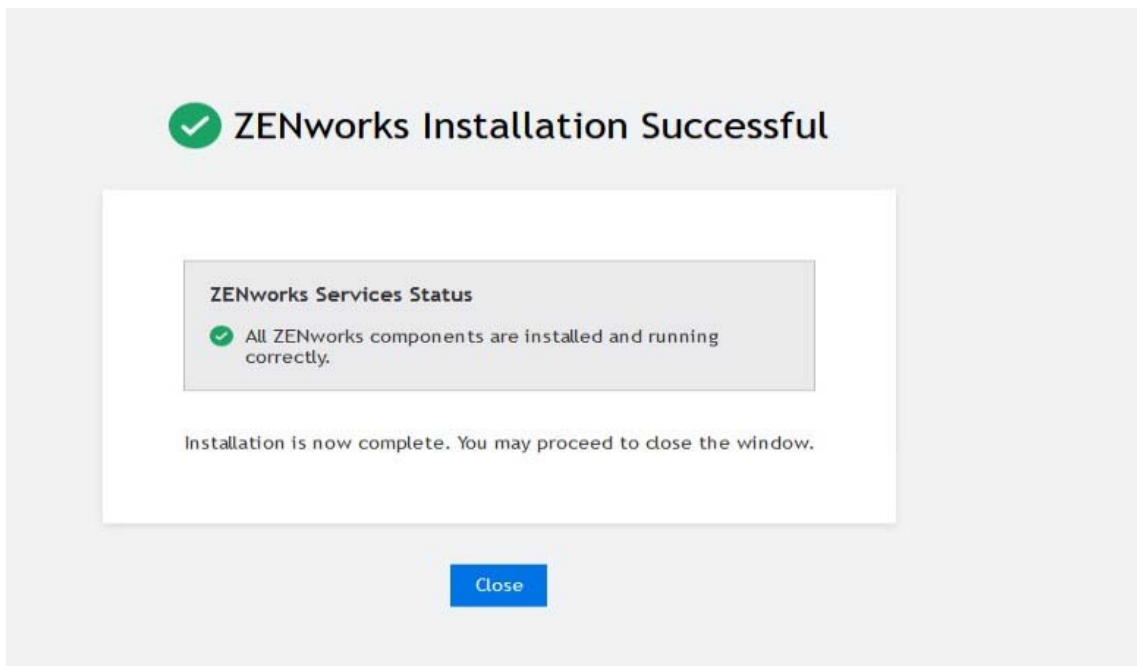 ZENworks Installation Successful
ZENworks Services Status
All ZENworks components are installed and running
correctly.
Installation is now complete. You may proceed to close the window.
Close